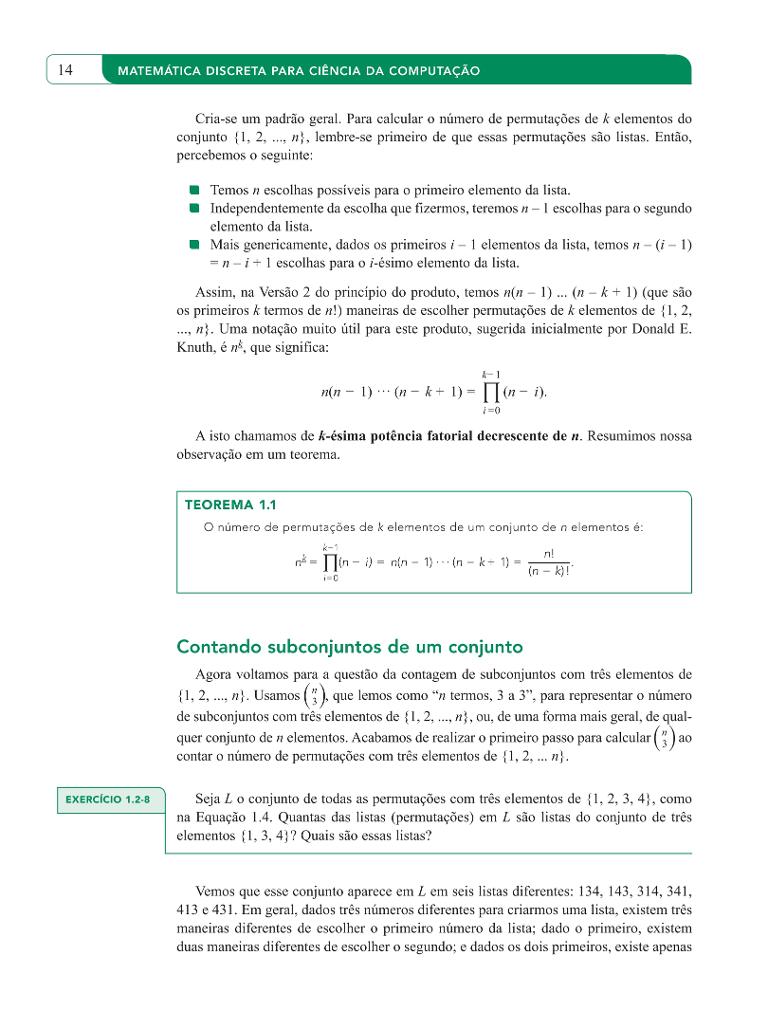 14
MATEMÁTICA DISCRETA PARA CIÊNCIA DA COMPUTAÇÃO
Cria-se um padrão geral. Para calcular o número de permutações de k elementos do
conjunto {1, 2, ..., n}, lembre-se primeiro de que essas permutações são listas. Então,
percebemos o seguinte:
■ Temos n escolhas possíveis para o primeiro elemento da lista.
■ Independentemente da escolha que fizermos, teremos n – 1 escolhas para o segundo
elemento da lista.
■ Mais genericamente, dados os primeiros i – 1 elementos da lista, temos n – (i – 1)
= n – i + 1 escolhas para o i-ésimo elemento da lista.
Assim, na Versão 2 do princípio do produto, temos n(n – 1) ... (n – k + 1) (que são
os primeiros k termos de n!) maneiras de escolher permutações de k elementos de {1, 2,
..., n}. Uma notação muito útil para este produto, sugerida inicialmente por Donald E.
Knuth, é n^k̲, que significa:
n(n − 1) ⋯ (n − k + 1) = ∏_{i=0}^{k−1} (n − i).
A isto chamamos de k-ésima potência fatorial decrescente de n. Resumimos nossa
observação em um teorema.
TEOREMA 1.1
O número de permutações de k elementos de um conjunto de n elementos é:
n^k̲ = ∏_{i=0}^{k−1} (n − i) = n(n − 1) ⋯ (n − k + 1) = n! / (n − k)!.
Contando subconjuntos de um conjunto
Agora voltamos para a questão da contagem de subconjuntos com três elementos de
{1, 2, ..., n}. Usamos (n 3), que lemos como “n termos, 3 a 3”, para representar o número
de subconjuntos com três elementos de {1, 2, ..., n}, ou, de uma forma mais geral, de qual-
quer conjunto de n elementos. Acabamos de realizar o primeiro passo para calcular (n 3) ao
contar o número de permutações com três elementos de {1, 2, ... n}.
EXERCÍCIO 1.2-8
Seja L o conjunto de todas as permutações com três elementos de {1, 2, 3, 4}, como
na Equação 1.4. Quantas das listas (permutações) em L são listas do conjunto de três
elementos {1, 3, 4}? Quais são essas listas?
Vemos que esse conjunto aparece em L em seis listas diferentes: 134, 143, 314, 341,
413 e 431. Em geral, dados três números diferentes para criarmos uma lista, existem três
maneiras diferentes de escolher o primeiro número da lista; dado o primeiro, existem
duas maneiras diferentes de escolher o segundo; e dados os dois primeiros, existe apenas